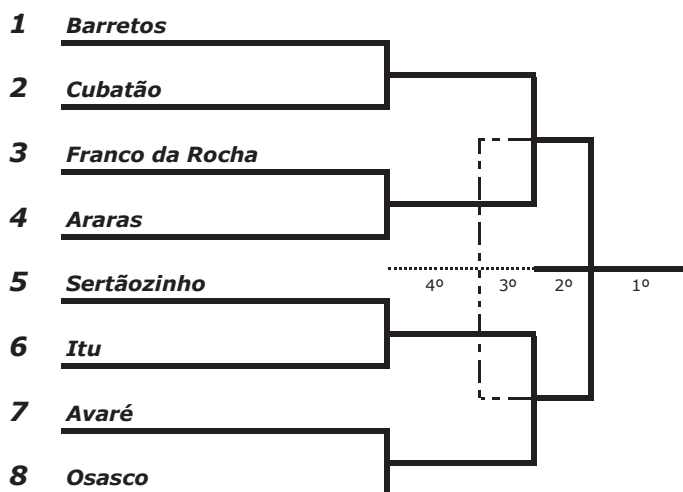 1 Barretos
2 Cubatão
3 Franco da Rocha
4 Araras
5 Sertãozinho
4º 3º 2º 1º
6 Itu
7 Avaré
8 Osasco